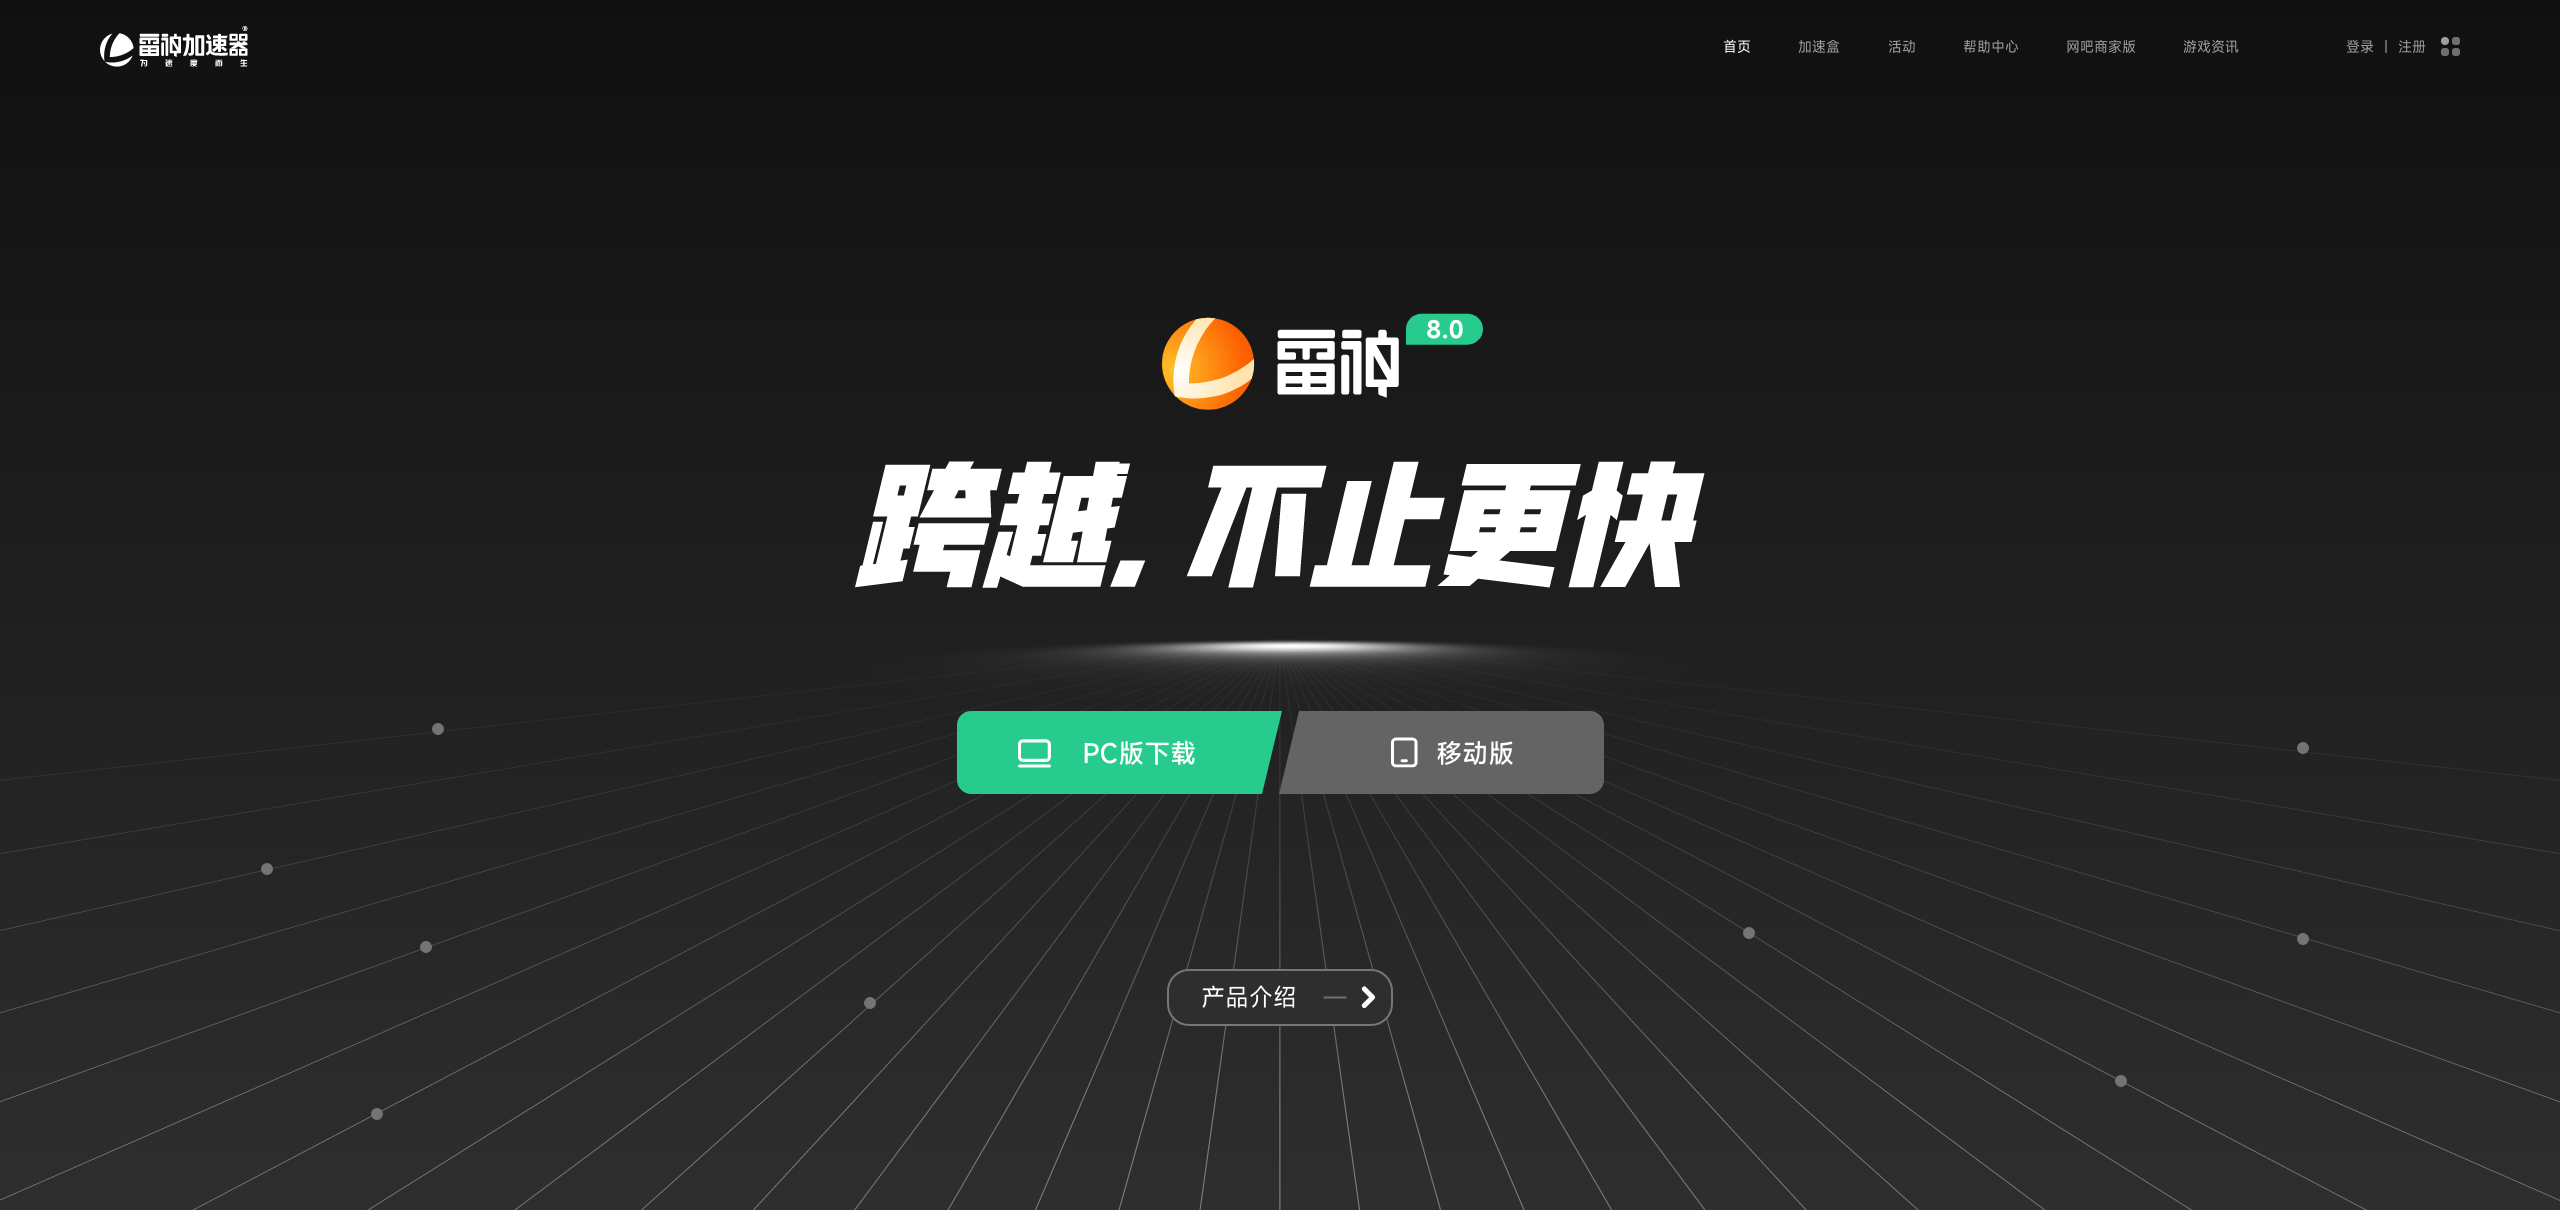 雷神加速器®
为速度而生
首页 加速盒 活动 帮助中心 网吧商家版 游戏资讯 登录 | 注册
雷神 8.0
跨越.不止更快
PC版下载 移动版
产品介绍